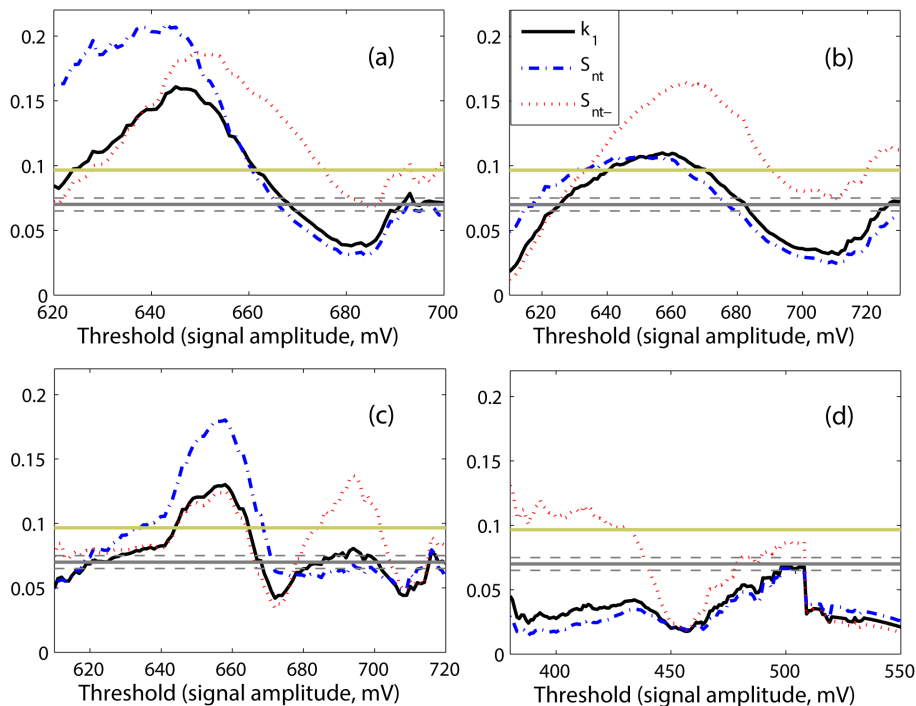 0.2
0.15
0.1
0.05
0
(a)
620 640 660 680 700
Threshold (signal amplitude, mV)
k1
Snt
Snt−
0.2
0.15
0.1
0.05
0
(b)
620 640 660 680 700 720
Threshold (signal amplitude, mV)
0.2
0.15
0.1
0.05
0
(c)
620 640 660 680 700 720
Threshold (signal amplitude, mV)
0.2
0.15
0.1
0.05
0
(d)
400 450 500 550
Threshold (signal amplitude, mV)